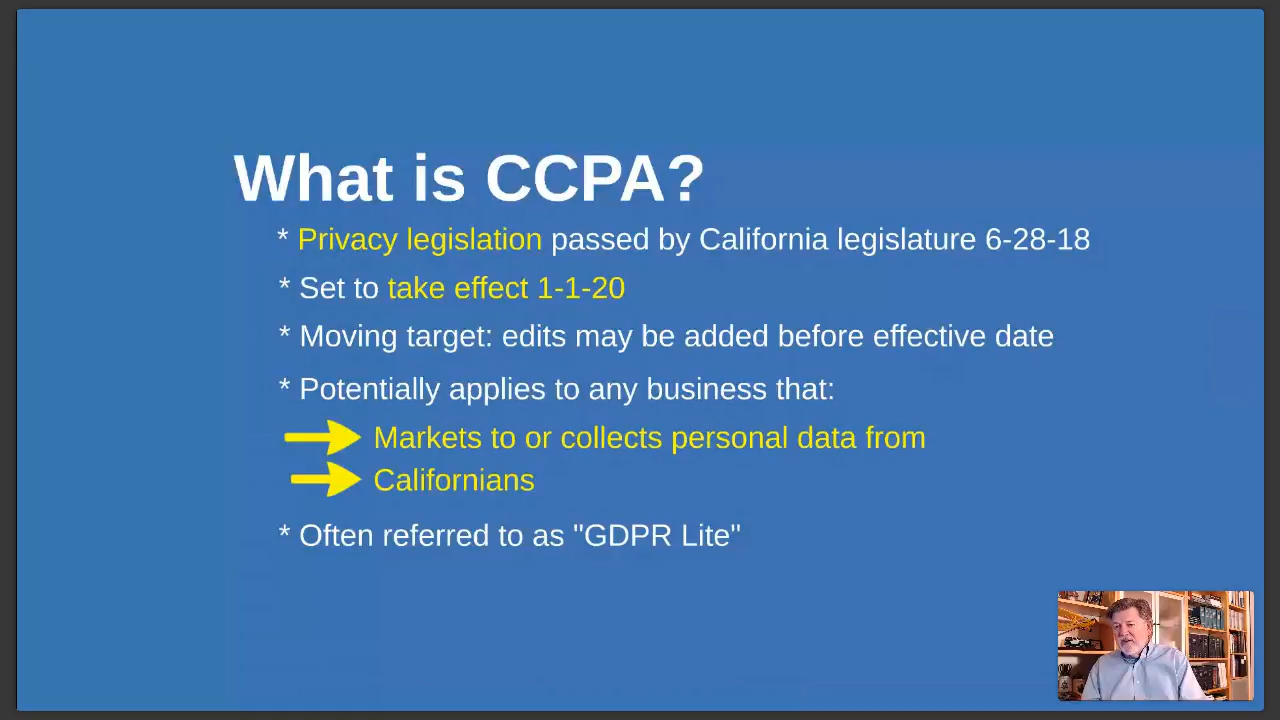 What is CCPA?
* Privacy legislation passed by California legislature 6-28-18
* Set to take effect 1-1-20
* Moving target: edits may be added before effective date
* Potentially applies to any business that:
Markets to or collects personal data from
Californians
* Often referred to as "GDPR Lite"